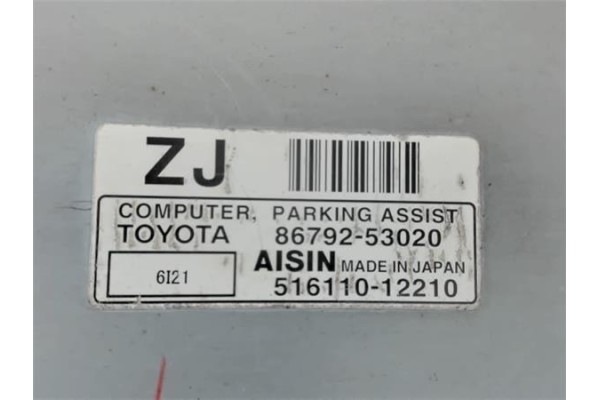 ZJ
COMPUTER, PARKING ASSIST
TOYOTA 86792-53020
6I21
AISIN MADE IN JAPAN
516110-12210